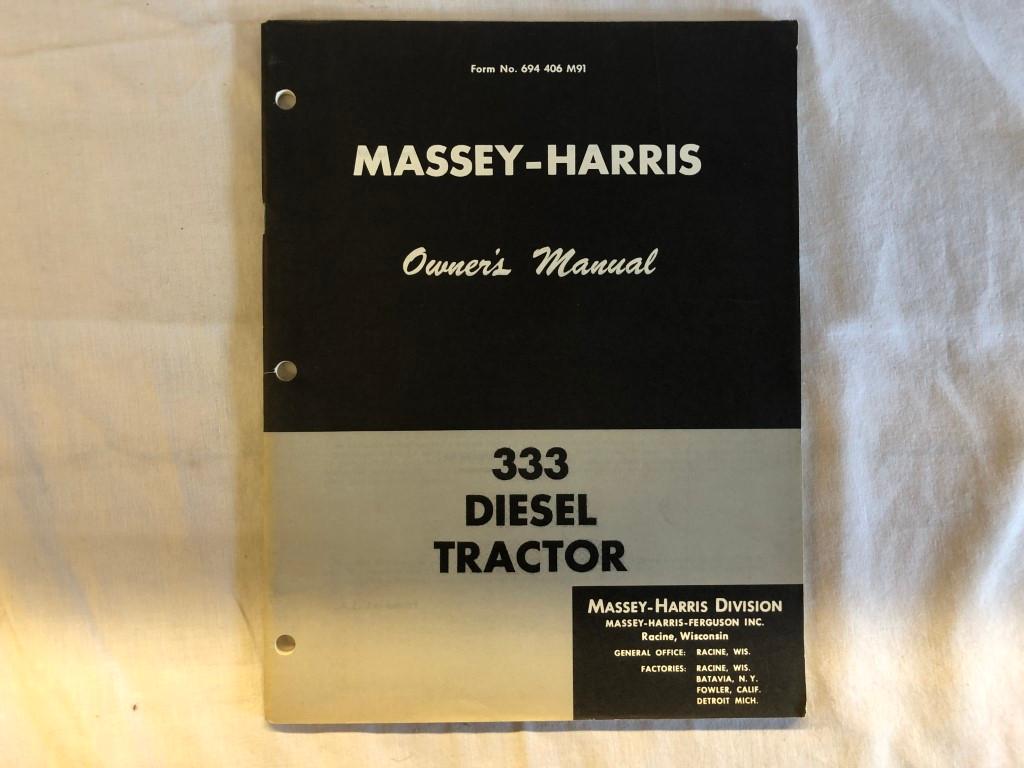 Form No. 694 406 M91
MASSEY-HARRIS
Owner's Manual
333
DIESEL
TRACTOR
MASSEY-HARRIS DIVISION
MASSEY-HARRIS-FERGUSON INC.
Racine, Wisconsin
GENERAL OFFICE: RACINE, WIS.
FACTORIES: RACINE, WIS.
BATAVIA, N. Y.
FOWLER, CALIF.
DETROIT MICH.